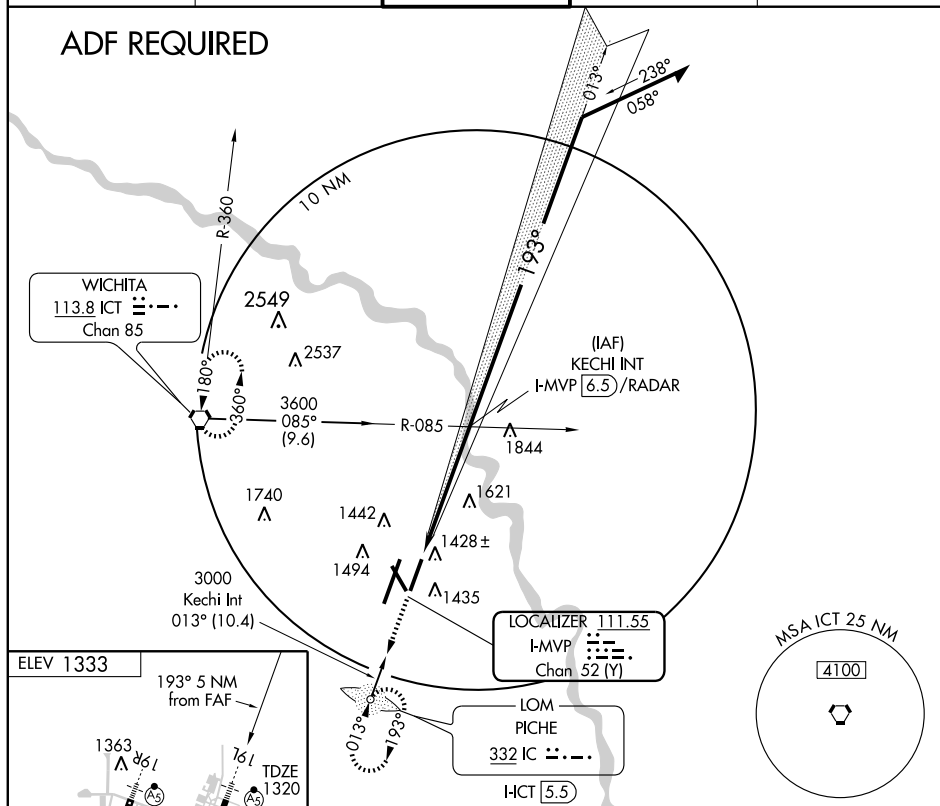 ADF REQUIRED
013°
238°
058°
10 NM
R-360
193°
WICHITA
113.8 ICT
Chan 85
2549
2537
180°
360°
3600
085°
(9.6)
R-085
(IAF)
KECHI INT
I-MVP 6.5/RADAR
1844
1740
1442
1621
1494
1428±
1435
3000
Kechi Int
013° (10.4)
LOCALIZER 111.55
I-MVP
Chan 52 (Y)
MSA ICT 25 NM
4100
ELEV 1333
193° 5 NM
from FAF
013°
193°
LOM
PICHE
332 IC
I-ICT 5.5
1363
19R
19L
TDZE
1320
A5
A5